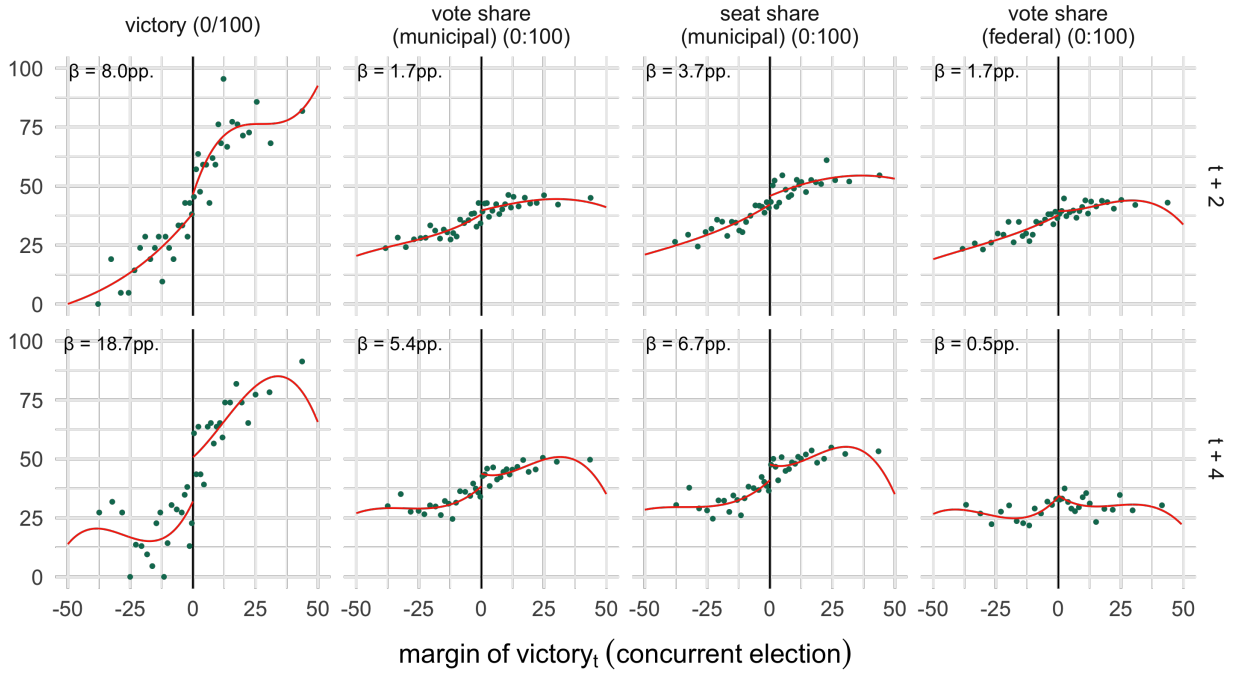 victory (0/100)
vote share
(municipal) (0:100)
seat share
(municipal) (0:100)
vote share
(federal) (0:100)
100
75
50
25
0
β = 8.0pp.
β = 1.7pp.
β = 3.7pp.
β = 1.7pp.
t + 2
100
75
50
25
0
β = 18.7pp.
β = 5.4pp.
β = 6.7pp.
β = 0.5pp.
t + 4
-50 -25 0 25 50
-50 -25 0 25 50
-50 -25 0 25 50
-50 -25 0 25 50
margin of victoryₜ (concurrent election)